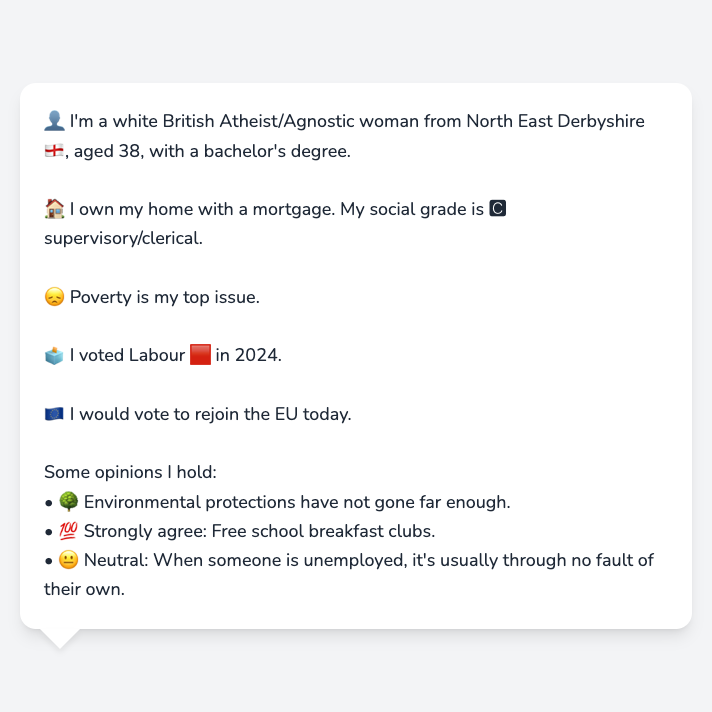 👤 I'm a white British Atheist/Agnostic woman from North East Derbyshire
🏴󠁧󠁢󠁥󠁮󠁧󠁿, aged 38, with a bachelor's degree.
🏠 I own my home with a mortgage. My social grade is 🅲
supervisory/clerical.
😞 Poverty is my top issue.
🗳️ I voted Labour 🟥 in 2024.
🇪🇺 I would vote to rejoin the EU today.
Some opinions I hold:
• 🌳 Environmental protections have not gone far enough.
• 💯 Strongly agree: Free school breakfast clubs.
• 😐 Neutral: When someone is unemployed, it's usually through no fault of
their own.